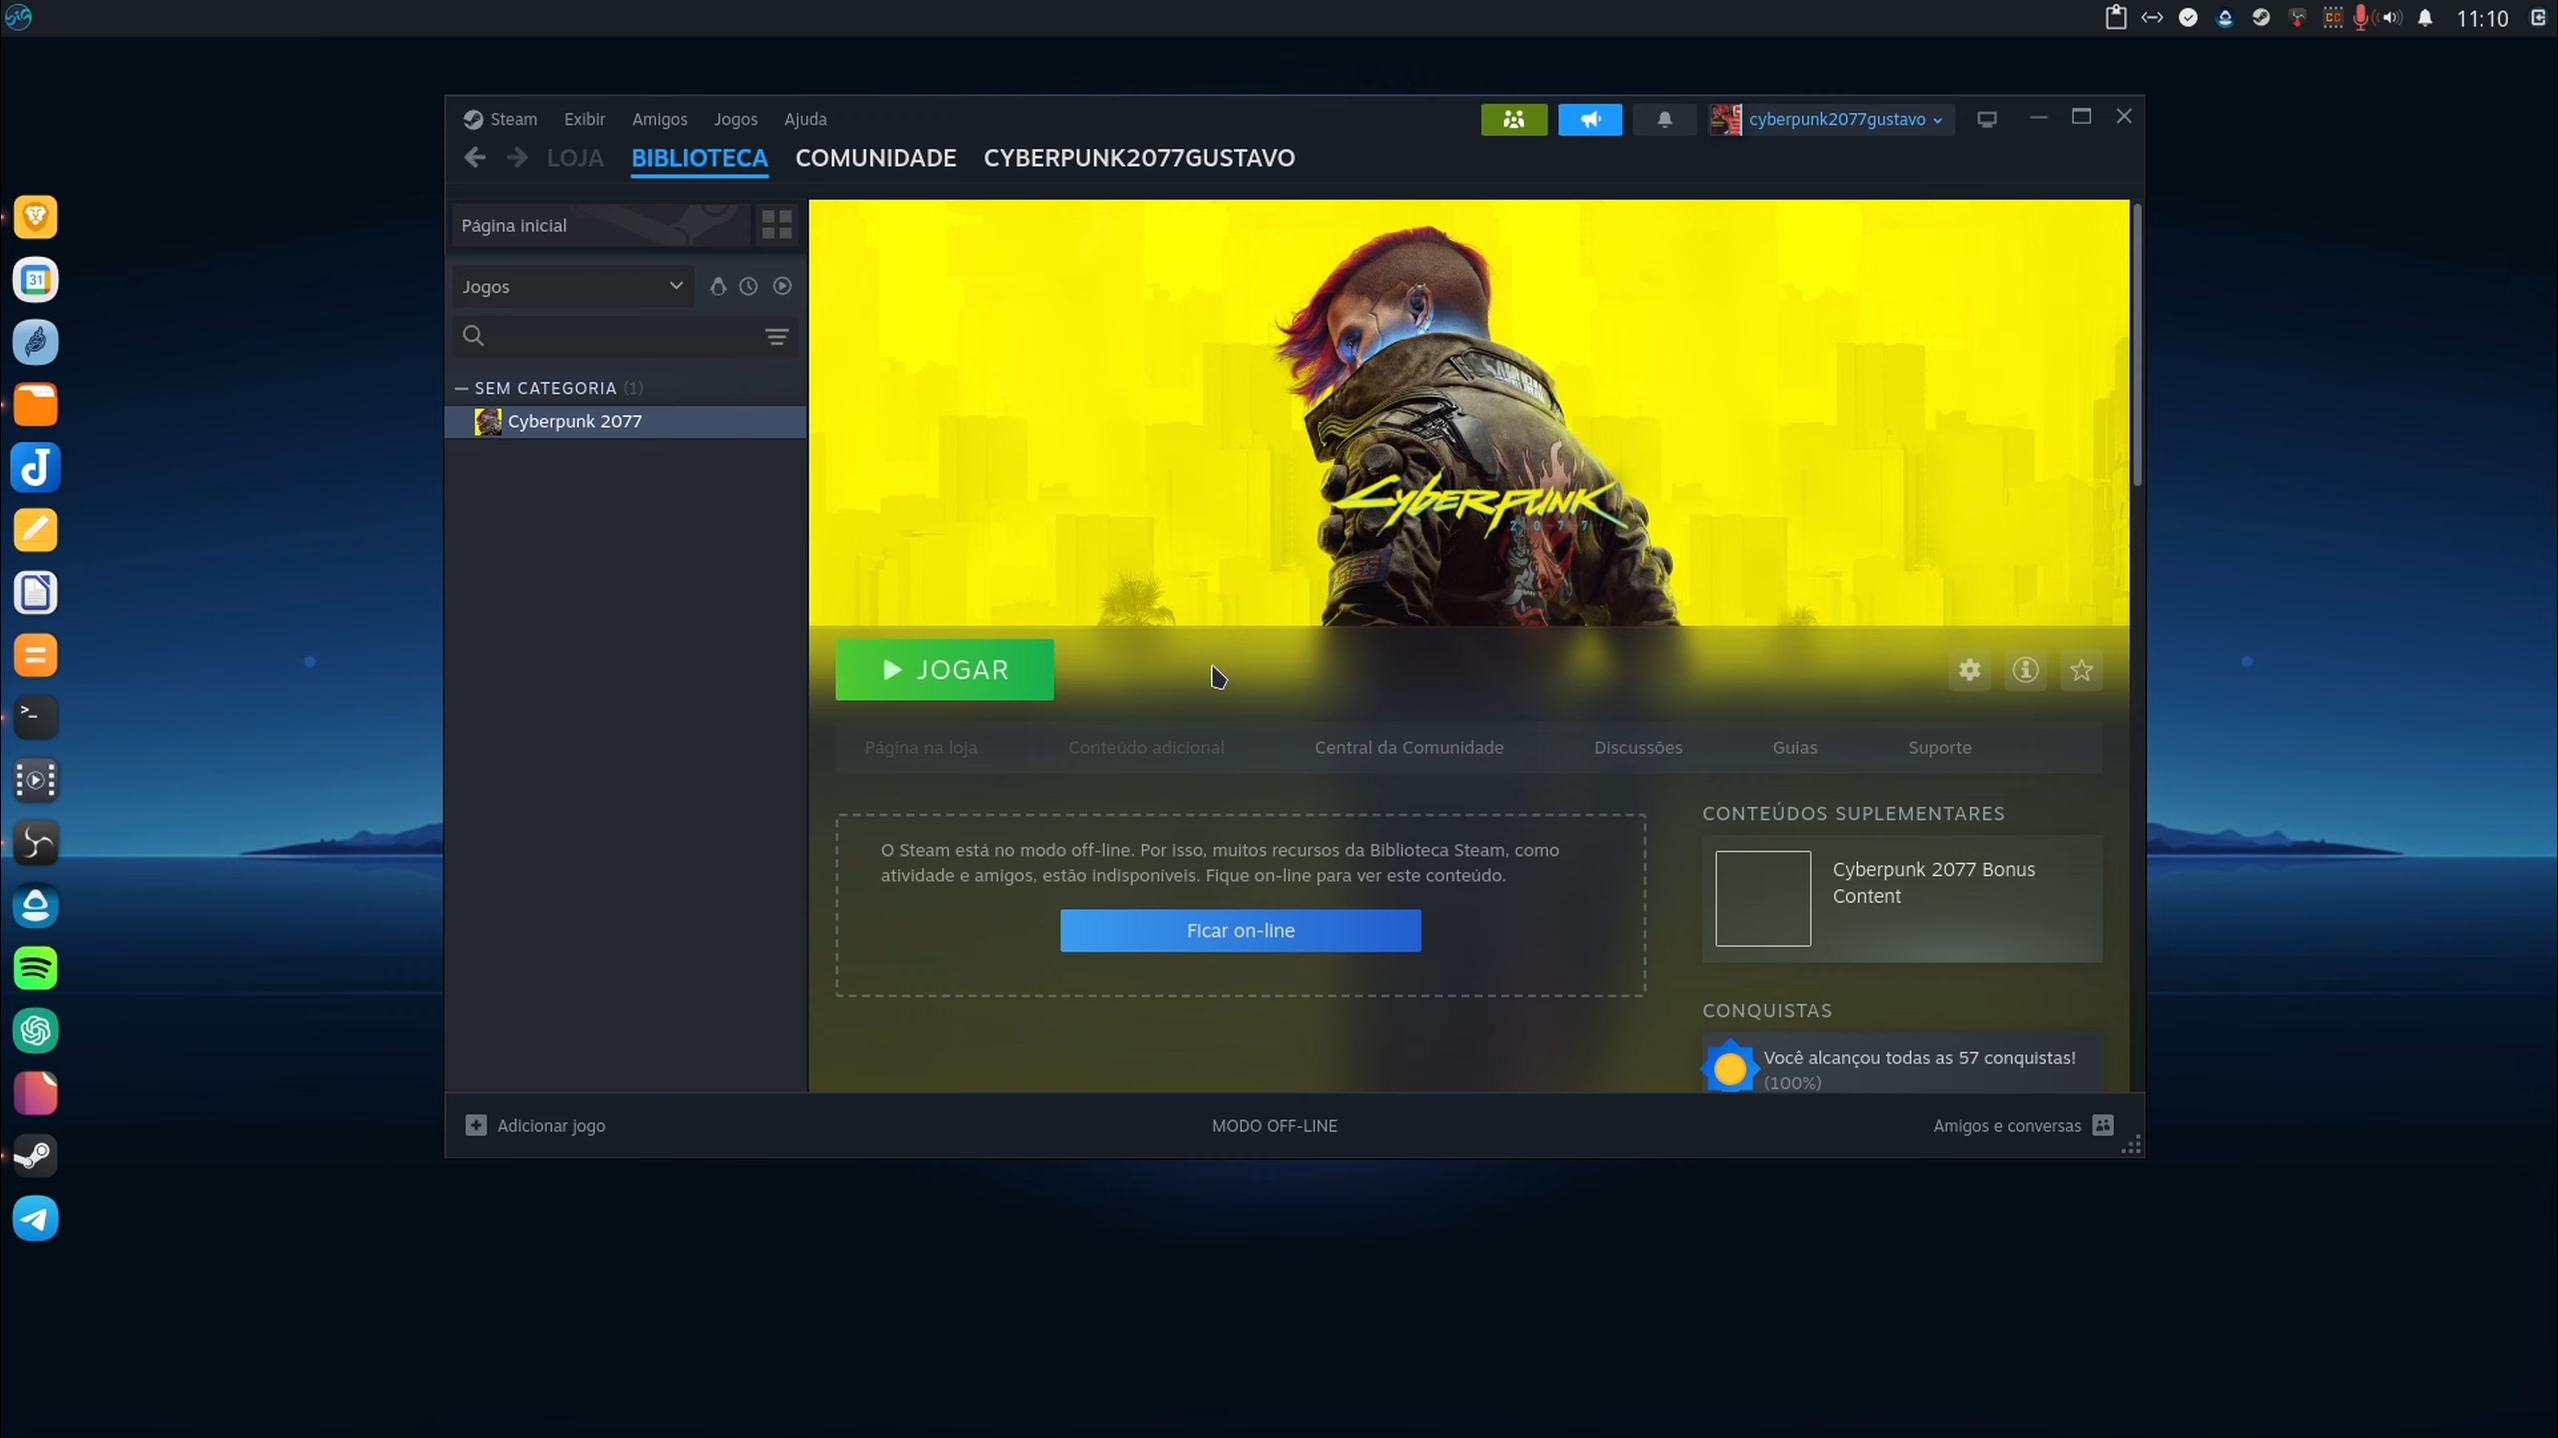 11:10
Steam Exibir Amigos Jogos Ajuda
cyberpunk2077gustavo
LOJA BIBLIOTECA COMUNIDADE CYBERPUNK2077GUSTAVO
Página inicial
Jogos
SEM CATEGORIA (1)
Cyberpunk 2077
SAMURAI
CYBERPUNK
2077
JOGAR
Página na loja Conteúdo adicional Central da Comunidade Discussões Guias Suporte
O Steam está no modo off-line. Por isso, muitos recursos da Biblioteca Steam, como
atividade e amigos, estão indisponíveis. Fique on-line para ver este conteúdo.
Ficar on-line
CONTEÚDOS SUPLEMENTARES
Cyberpunk 2077 Bonus
Content
CONQUISTAS
Você alcançou todas as 57 conquistas!
(100%)
Adicionar jogo
MODO OFF-LINE
Amigos e conversas
31